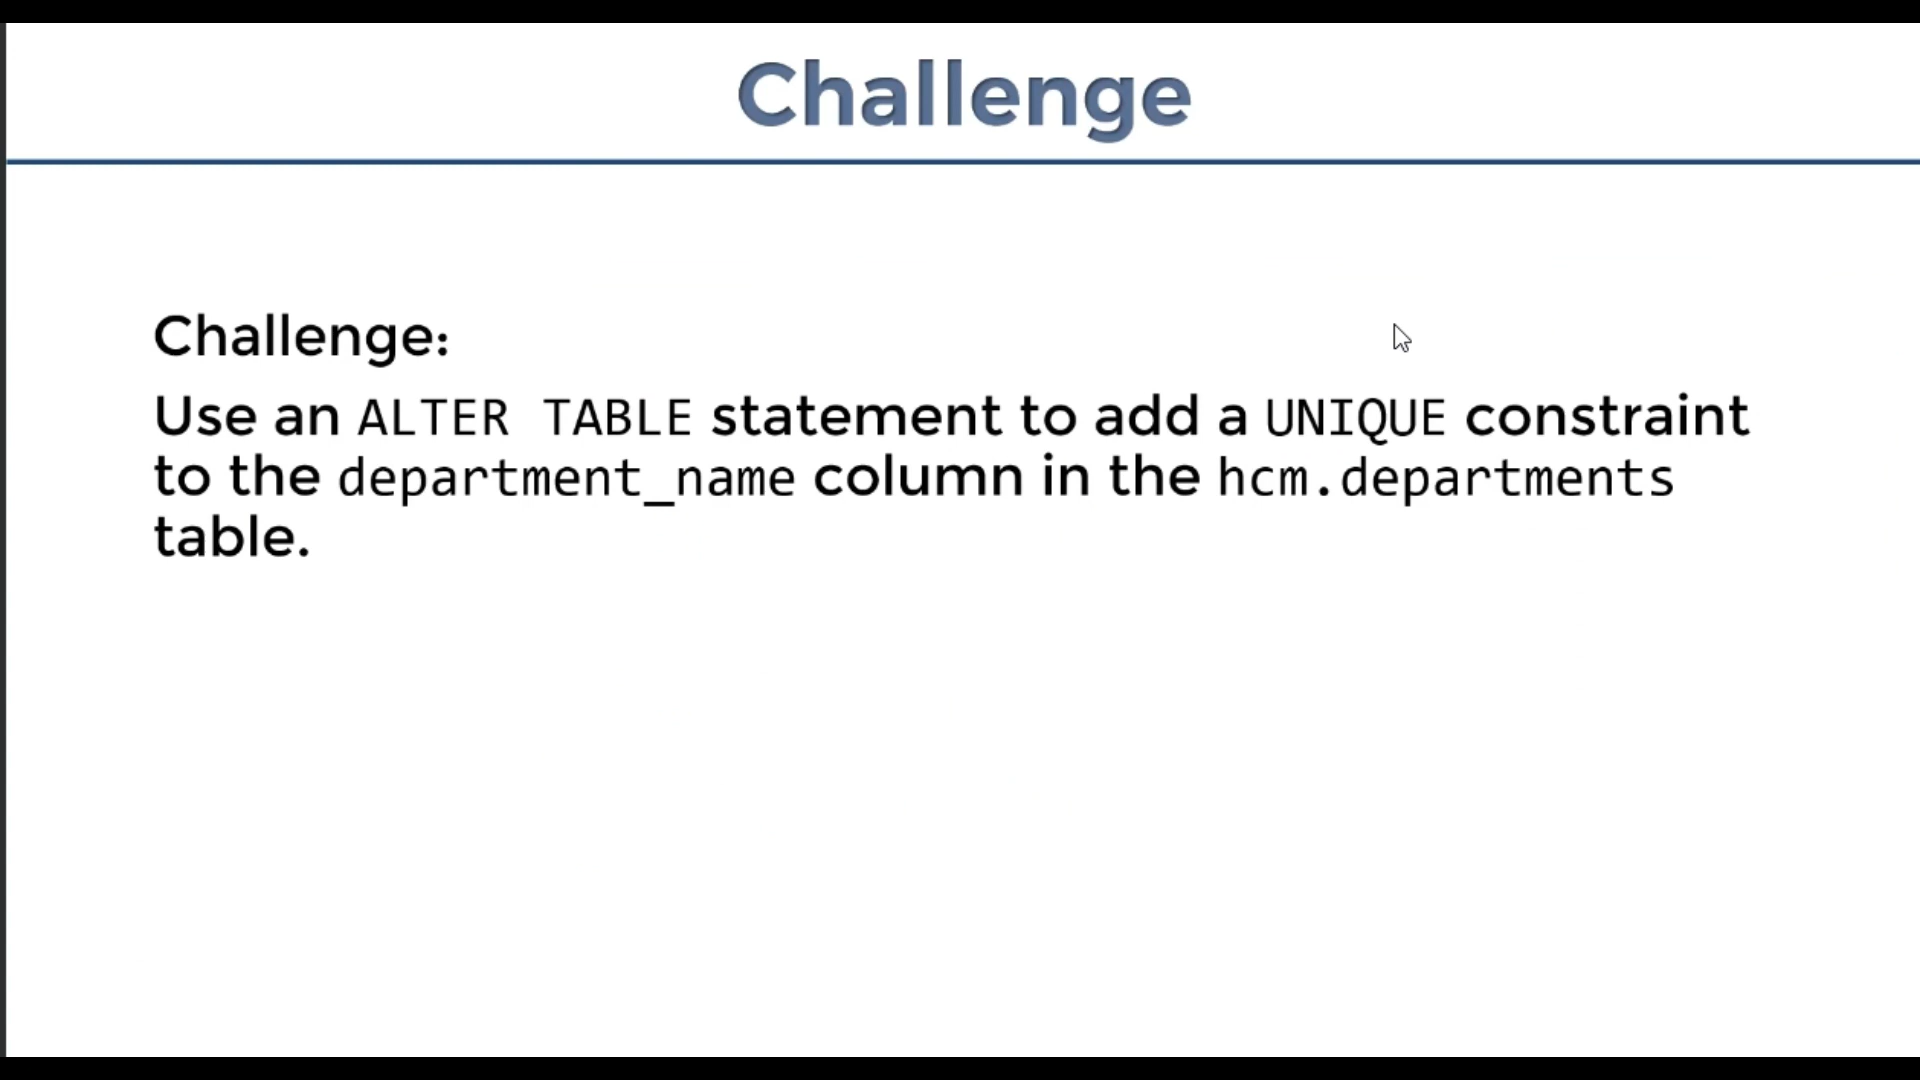 Challenge
Challenge:
Use an ALTER TABLE statement to add a UNIQUE constraint
to the department_name column in the hcm.departments
table.